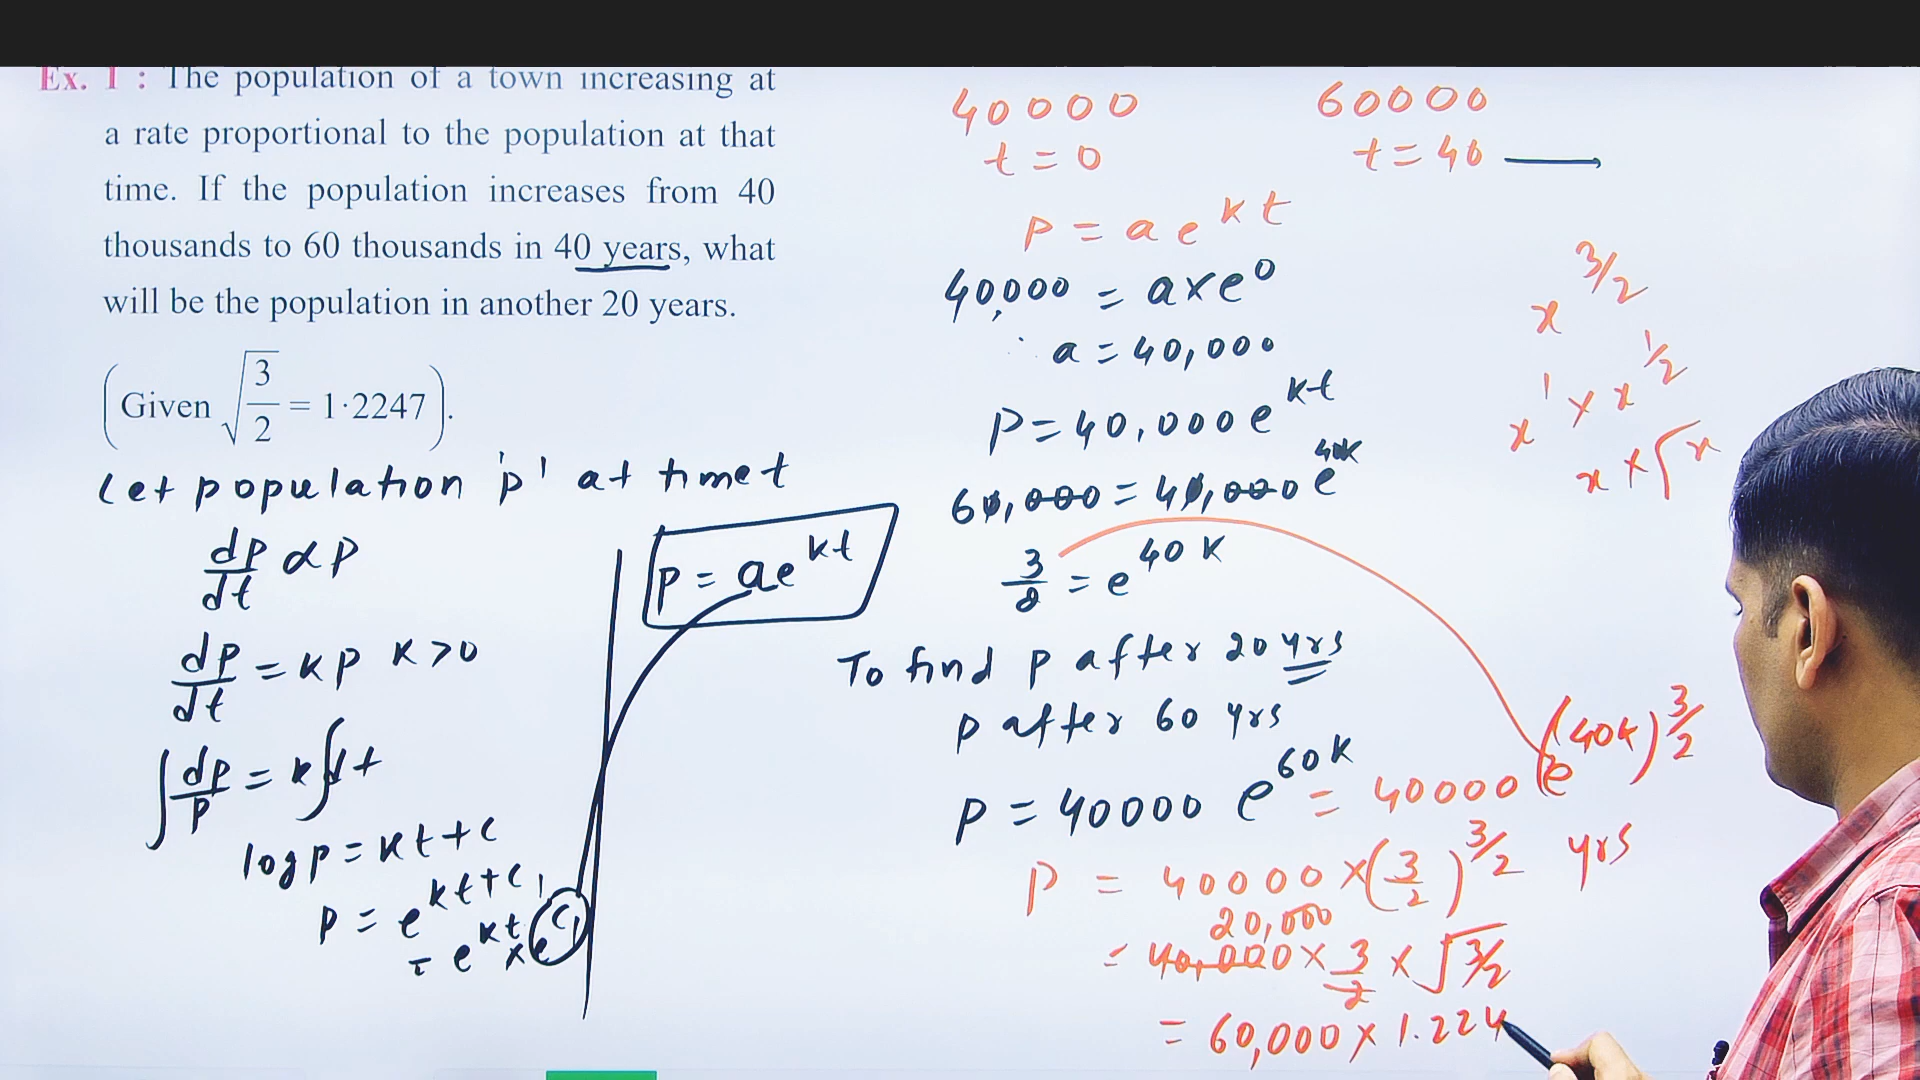 Ex. 1 : The population of a town increasing at
a rate proportional to the population at that
time. If the population increases from 40
thousands to 60 thousands in 40 years, what
will be the population in another 20 years.
(Given √(3/2) = 1·2247).
Let population 'p' at time t
dp/dt ∝ p
dp/dt = kp k > 0
∫ dp/p = k∫dt
log p = kt + c
p = e^(kt + c1)
= e^(kt) × e^(c1)
P = ae^(kt)
40000 60000
t = 0 t = 40
P = a e^(kt)
40,000 = a × e^0
∴ a = 40,000
P = 40,000 e^(kt)
60,000 = 40,000 e^(40k)
3/2 = e^(40k)
To find P after 20 yrs
P after 60 yrs
P = 40000 e^(60k) = 40000 (e^(40k))^(3/2)
P = 40000 × (3/2)^(3/2) yrs
20,000
= 40,000 × 3/2 × √(3/2)
= 60,000 × 1.224
x^(3/2)
x^1 × x^(1/2)
x × √x